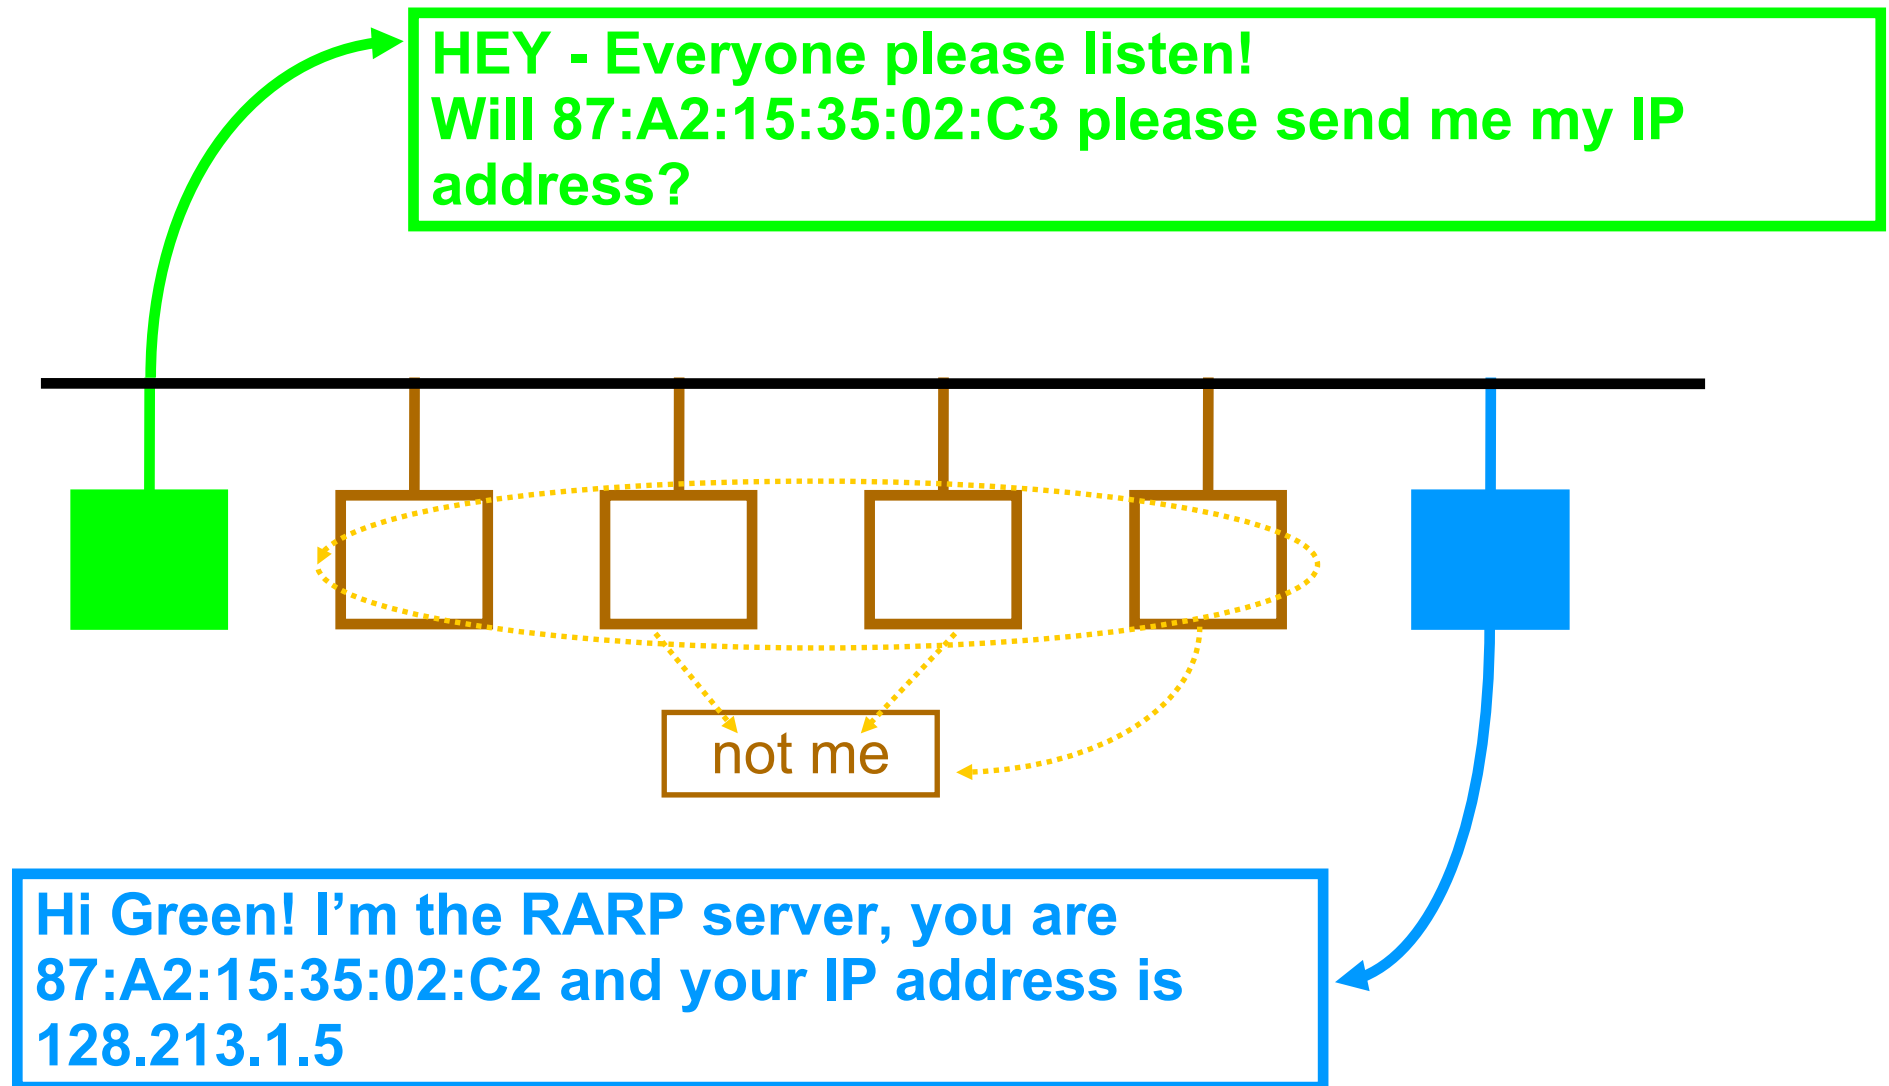 HEY - Everyone please listen!
Will 87:A2:15:35:02:C3 please send me my IP
address?
not me
Hi Green! I’m the RARP server, you are
87:A2:15:35:02:C2 and your IP address is
128.213.1.5